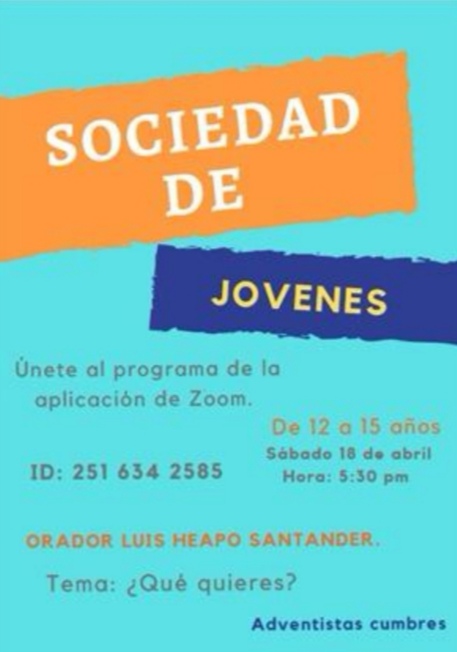 SOCIEDAD
DE
JOVENES
Únete al programa de la
aplicación de Zoom.
De 12 a 15 años
Sábado 18 de abril
Hora: 5:30 pm
ID: 251 634 2585
ORADOR LUIS HEAPO SANTANDER.
Tema: ¿Qué quieres?
Adventistas cumbres